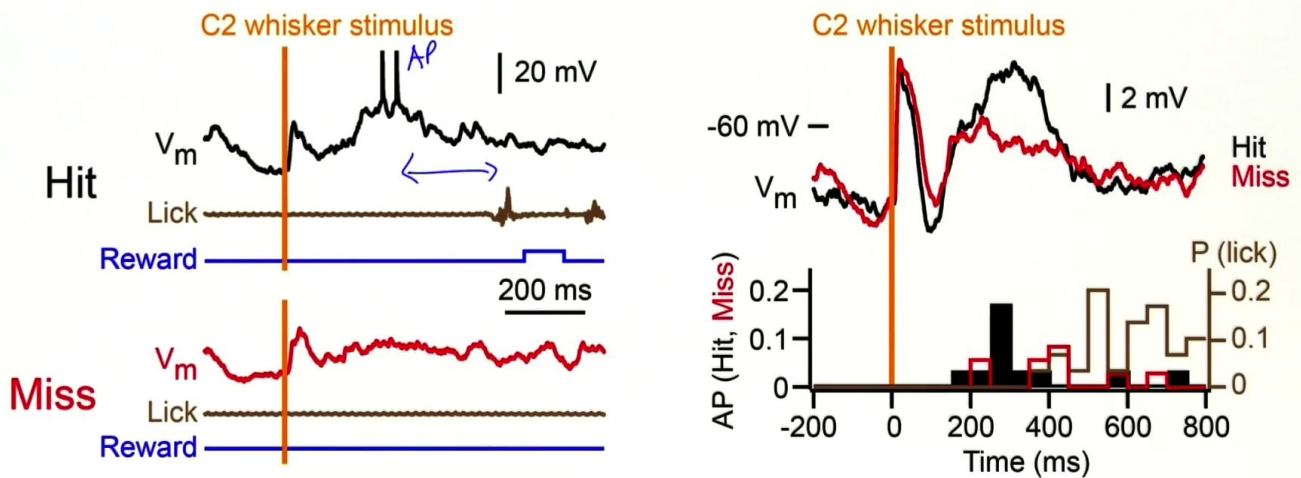 C2 whisker stimulus
AP
20 mV
Vm
Hit
Lick
Reward
200 ms
Vm
Miss
Lick
Reward
C2 whisker stimulus
2 mV
-60 mV
Hit
Miss
Vm
P (lick)
AP (Hit, Miss)
0.2
0.1
0
0.2
0.1
0
-200 0 200 400 600 800
Time (ms)